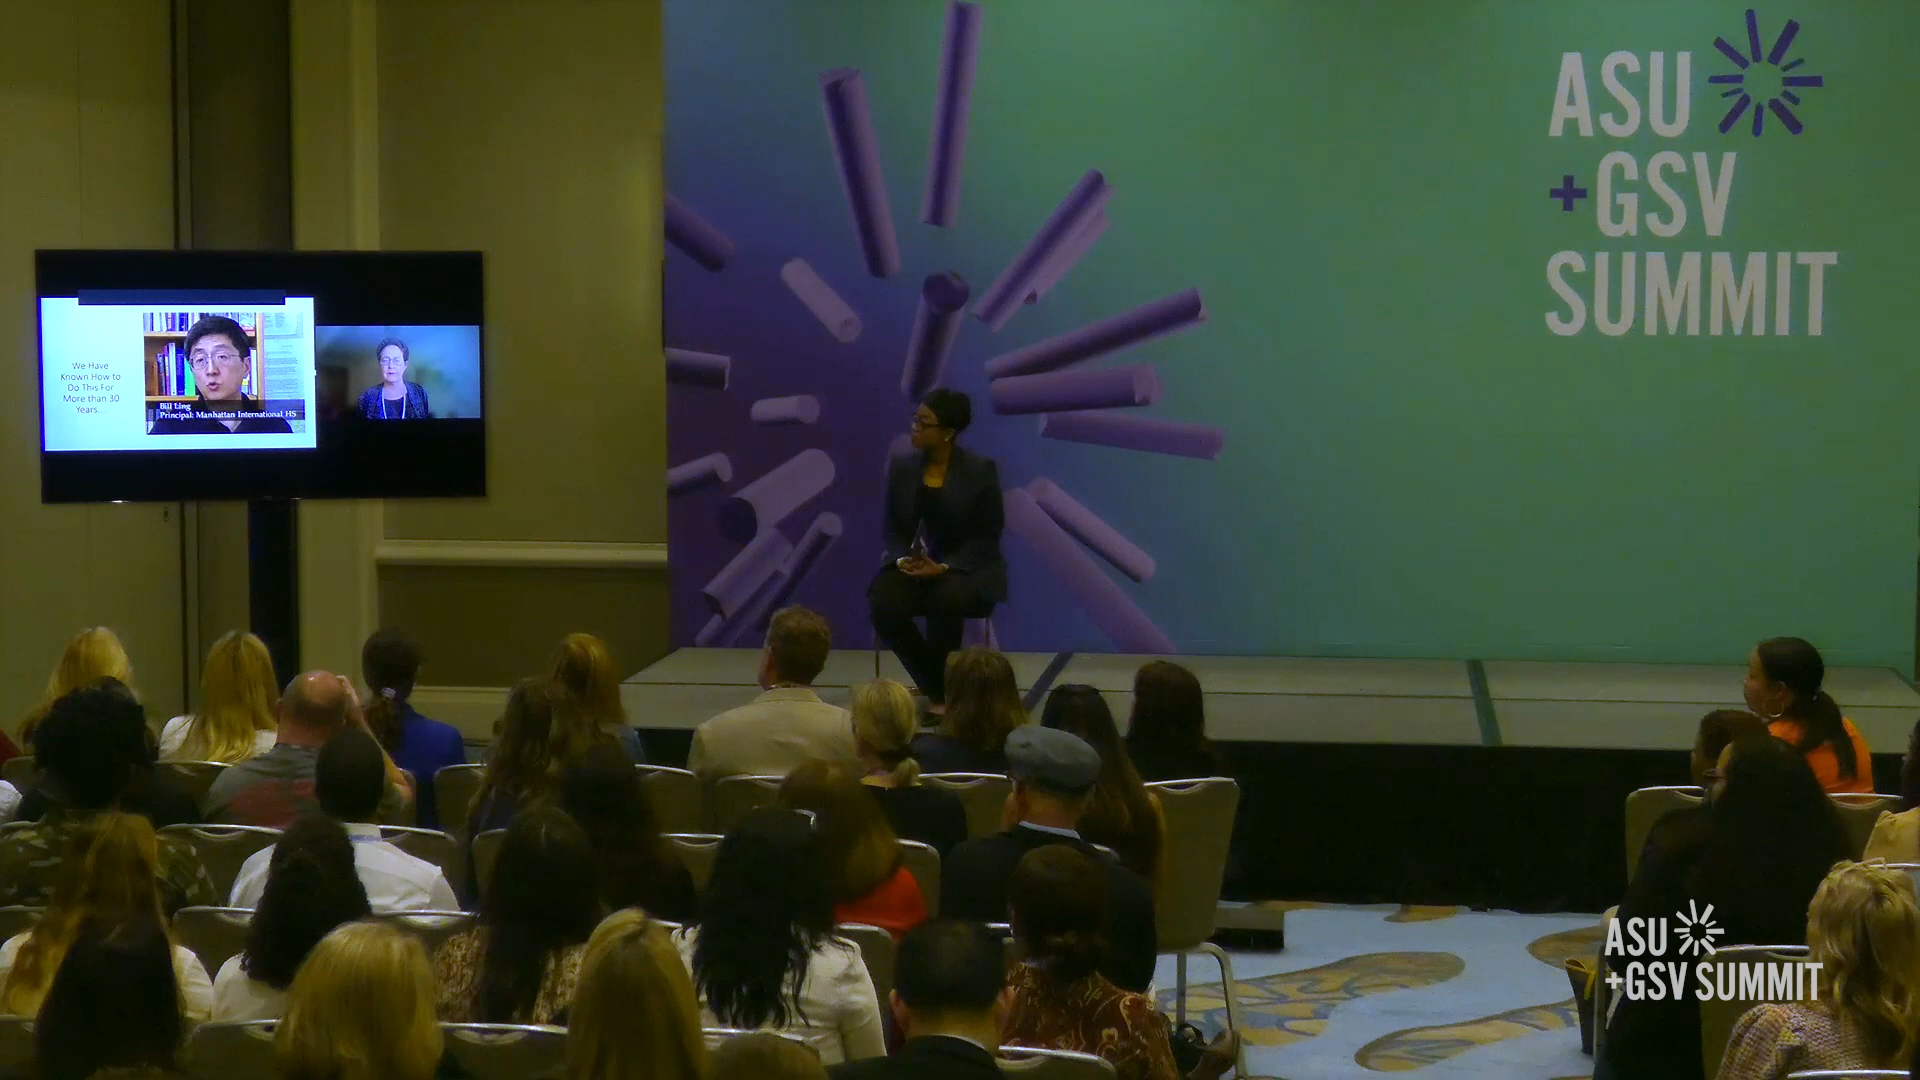 ASU
+GSV
SUMMIT
We Have
Known How to
Do This For
More than 30
Years...
Bill Ling
Principal: Manhattan International HS
ASU
+GSV SUMMIT